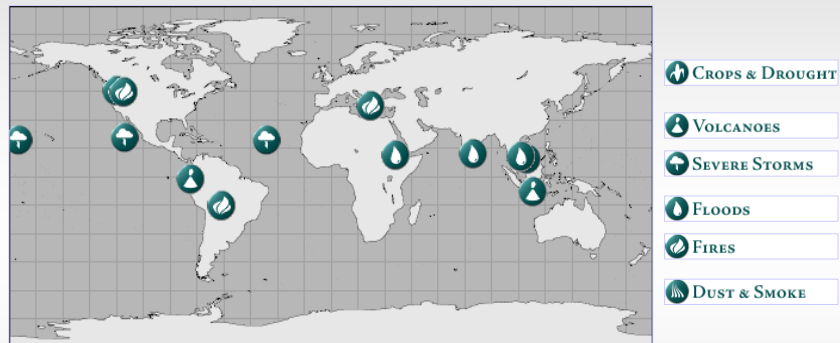 Crops & Drought
Volcanoes
Severe Storms
Floods
Fires
Dust & Smoke